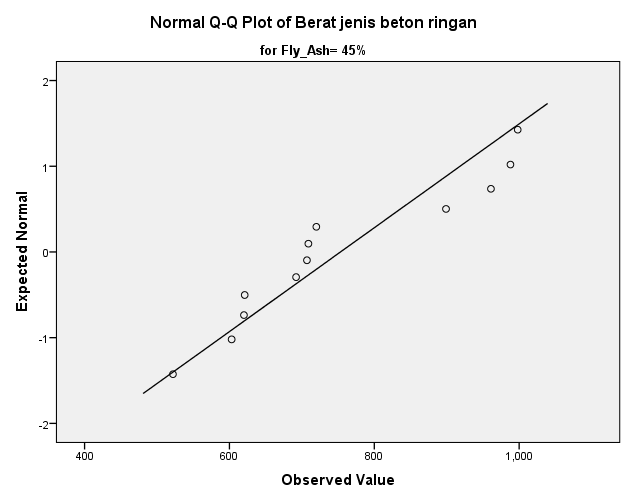 Normal Q-Q Plot of Berat jenis beton ringan
for Fly_Ash= 45%
2
1
0
-1
-2
Expected Normal
400
600
800
1,000
Observed Value